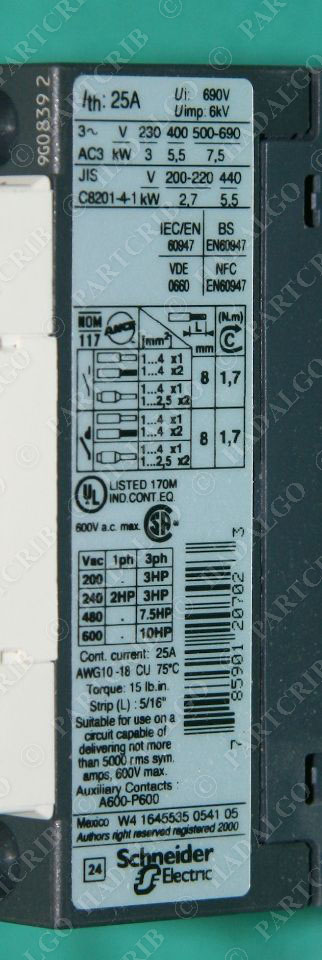 9G0839 2
Ith: 25A Ui: 690V
Uimp: 6kV
3~ V 230 400 500-690
AC3 kW 3 5,5 7,5
JIS V 200-220 440
C8201-4-1 kW 2,7 5,5
IEC/EN BS
60947 EN60947
VDE NFC
0660 EN60947
NOM ANCE L (N.m)
117 [mm²] mm C
1...4 x1
1...4 x2 8 1,7
1...4 x1
1...2,5 x2
1...4 x1
1...4 x2 8 1,7
1...4 x1
1...2,5 x2
UL LISTED 170M
IND.CONT.EQ.
600V a.c. max. SA
Vac 1ph 3ph
200 . 3HP
240 2HP 3HP
480 . 7.5HP
600 . 10HP
7 85901 20702 3
Cont. current: 25A
AWG10 -18 CU 75°C
Torque: 15 lb.in.
Strip (L) : 5/16"
Suitable for use on a
circuit capable of
delivering not more
than 5000 rms sym.
amps, 600V max.
Auxiliary Contacts :
A600-P600
Mexico W4 1645535 0541 05
Authors right reserved registered 2000
24 Schneider
Electric
© PARTCRIB
© HADALGO